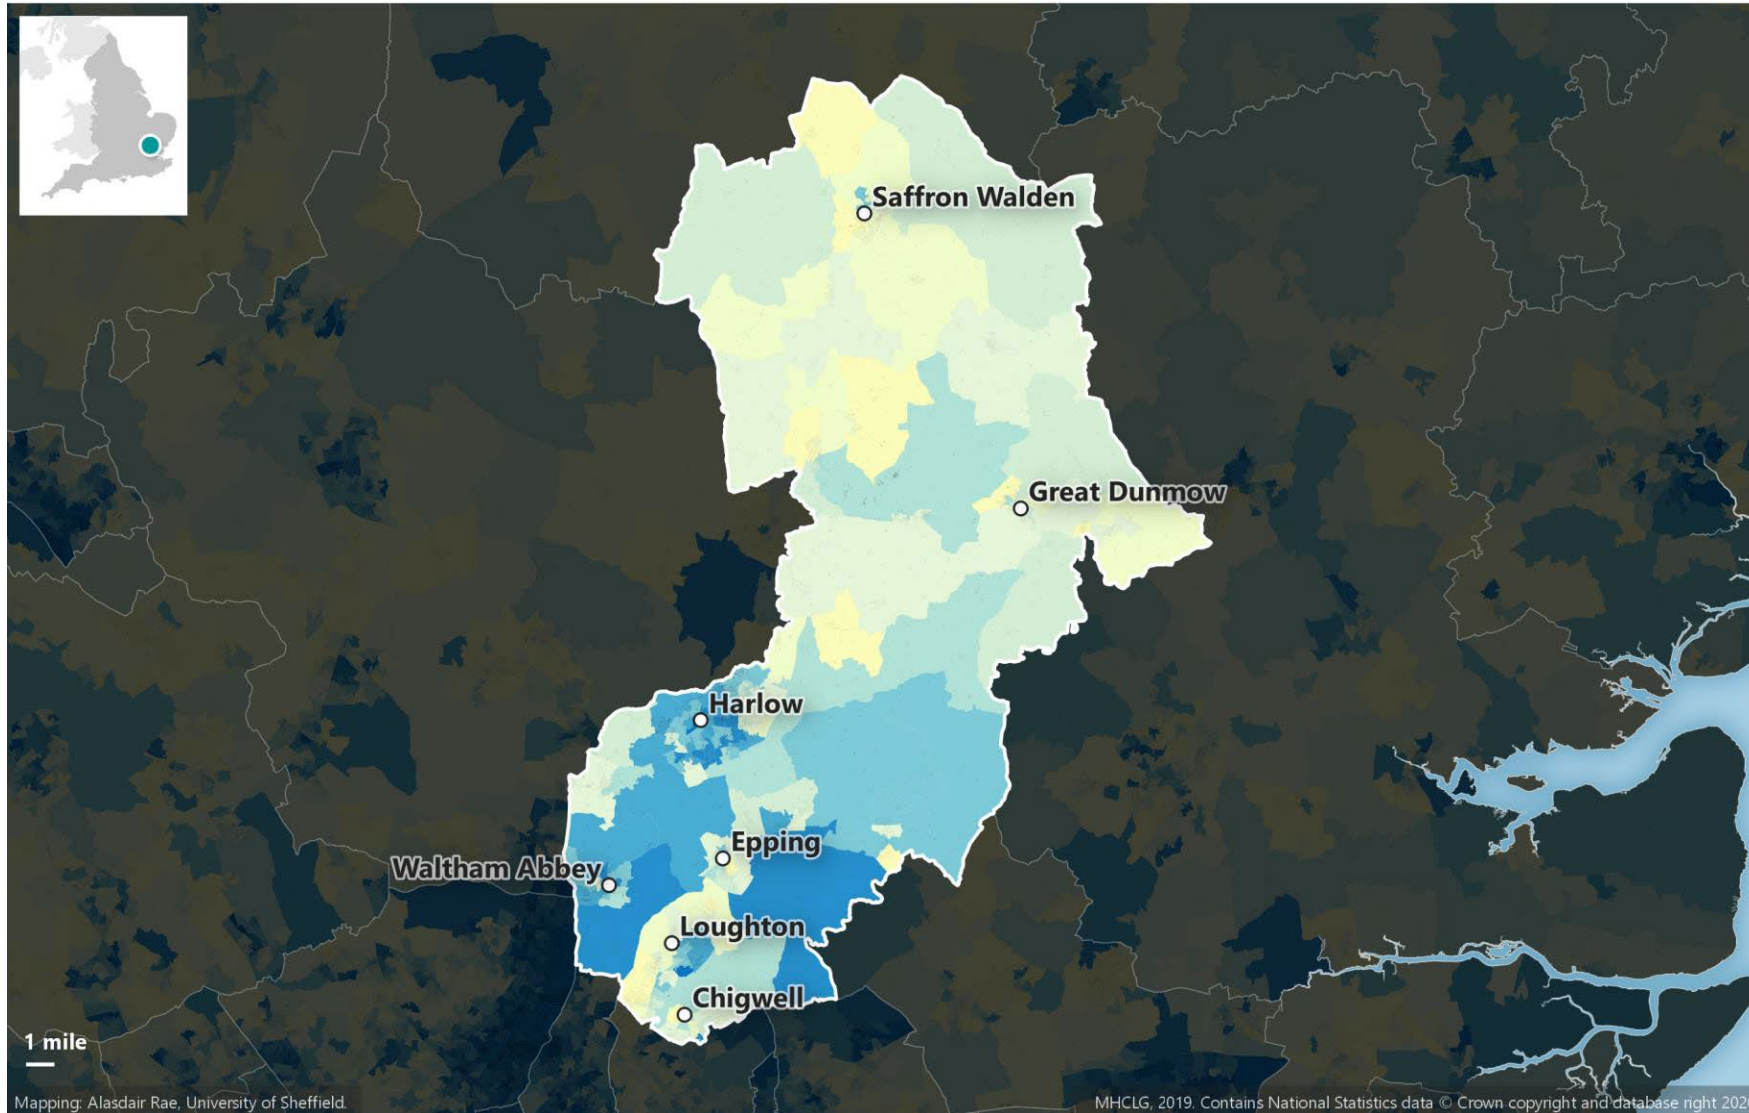 Saffron Walden
Great Dunmow
Harlow
Epping
Waltham Abbey
Loughton
Chigwell
1 mile
Mapping: Alasdair Rae, University of Sheffield.
MHCLG, 2019. Contains National Statistics data © Crown copyright and database right 202